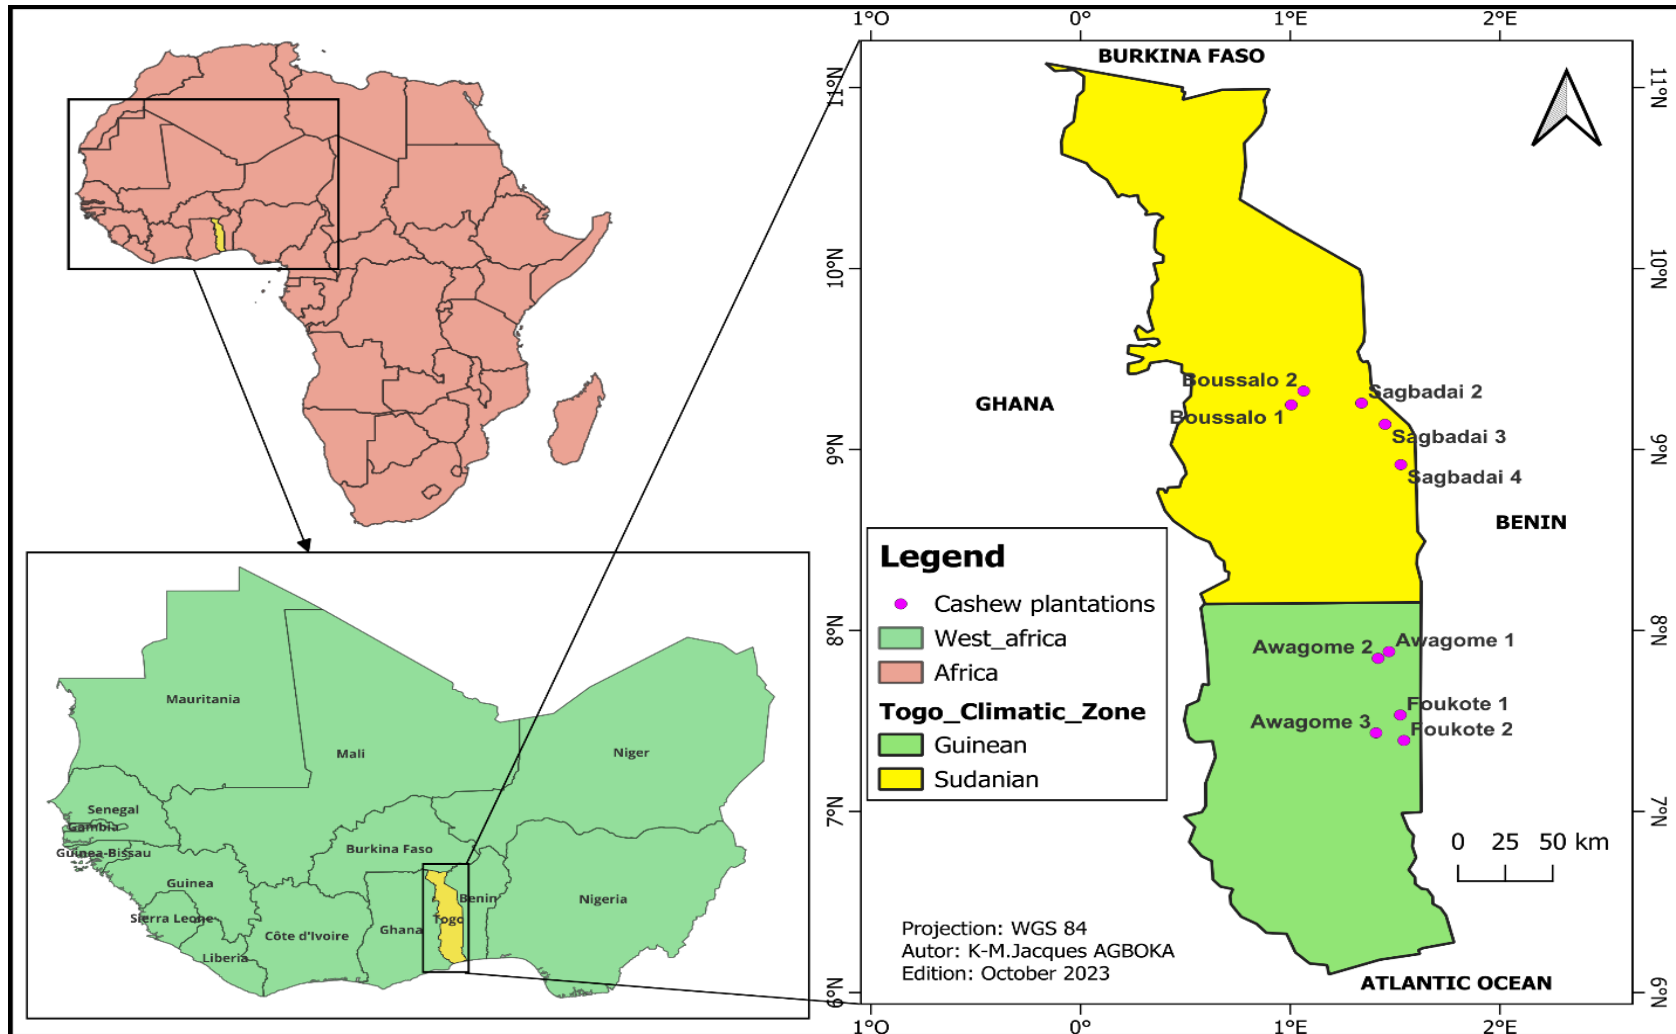 1°O 0° 1°E 2°E
BURKINA FASO
11°N 11°N
10°N 10°N
Boussalo 2
Sagbadai 2
GHANA
Boussalo 1
Sagbadai 3
9°N 9°N
Sagbadai 4
BENIN
Legend
Cashew plantations
West_africa
Africa
Togo_Climatic_Zone
Guinean
Sudanian
8°N 8°N
Awagome 1
Awagome 2
Foukote 1
Awagome 3
Foukote 2
7°N 7°N
0 25 50 km
Projection: WGS 84
Autor: K-M.Jacques AGBOKA
Edition: October 2023
ATLANTIC OCEAN
6°N 6°N
1°O 0° 1°E 2°E
Mauritania
Mali
Niger
Senegal
Gambia
Guinea-Bissau
Burkina Faso
Guinea
Benin
Nigeria
Sierra Leone
Togo
Ghana
Côte d'Ivoire
Liberia